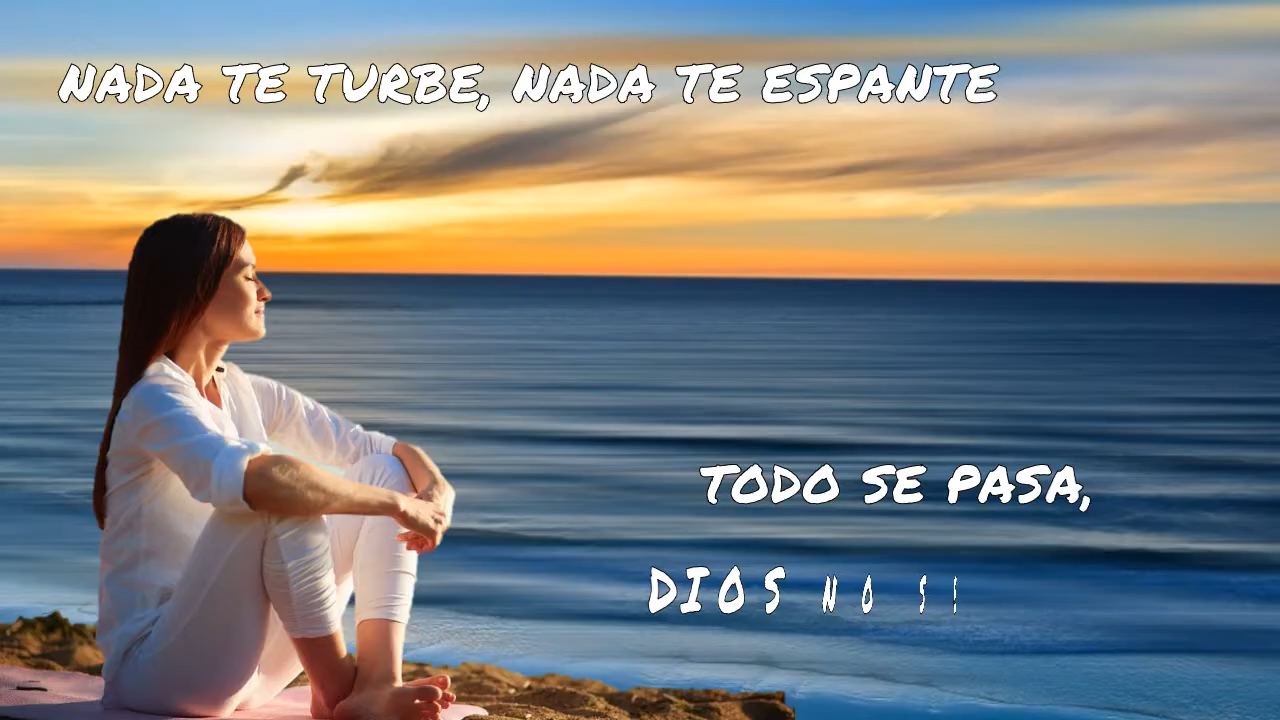 NADA TE TURBE, NADA TE ESPANTE
TODO SE PASA,
DIOS NO